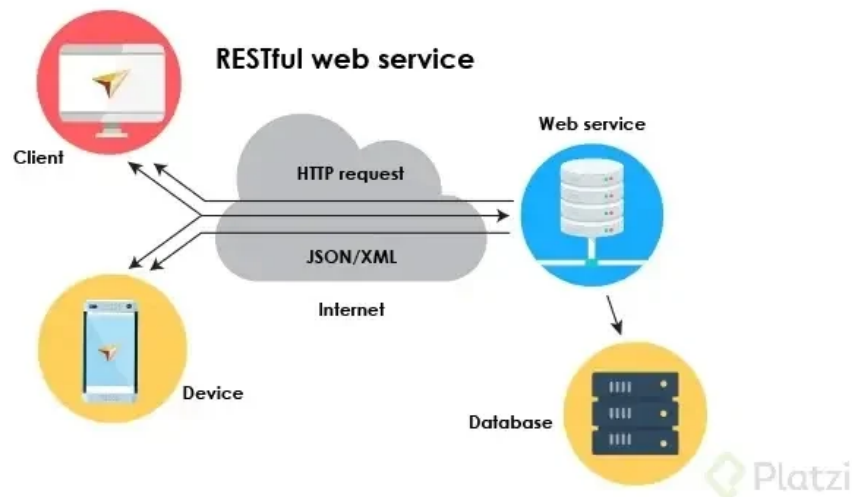 RESTful web service
Web service
Client
HTTP request
JSON/XML
Internet
Device
Database
Platzi